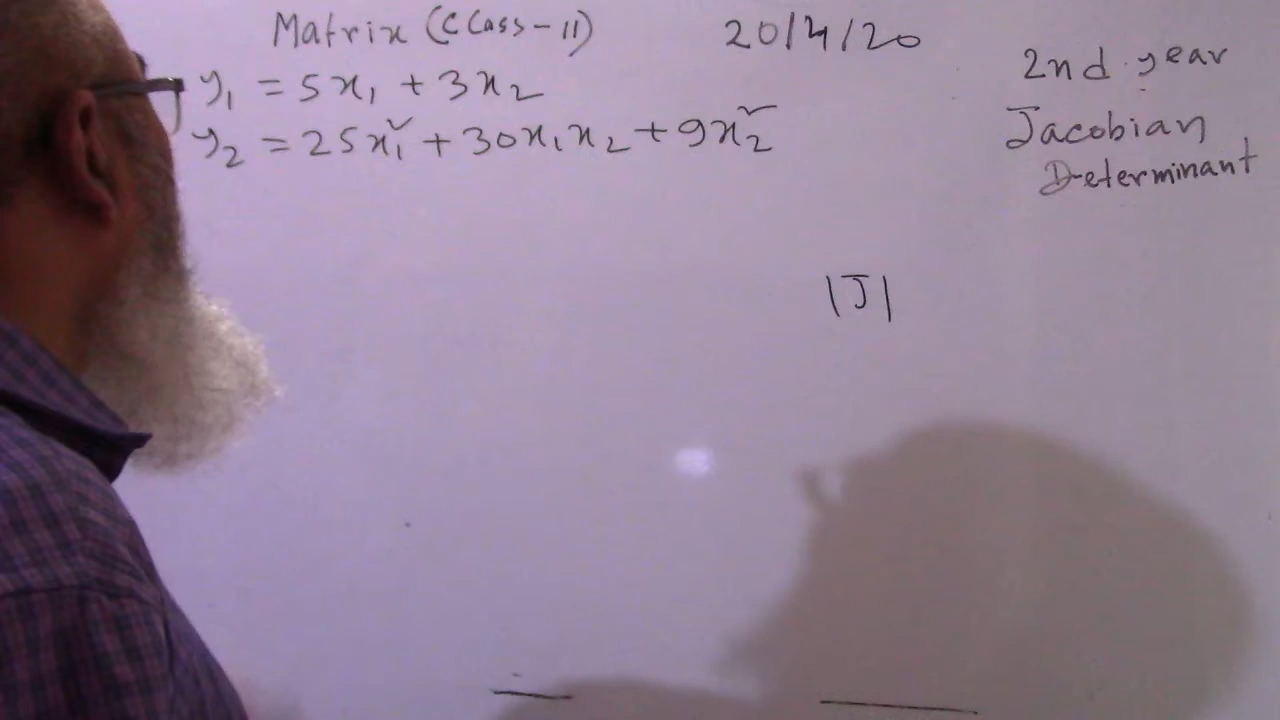 Matrix (Class-11) 20/4/20
2nd year
Jacobian
Determinant
y₁ = 5x₁ + 3x₂
y₂ = 25x₁² + 30x₁x₂ + 9x₂²
|J|